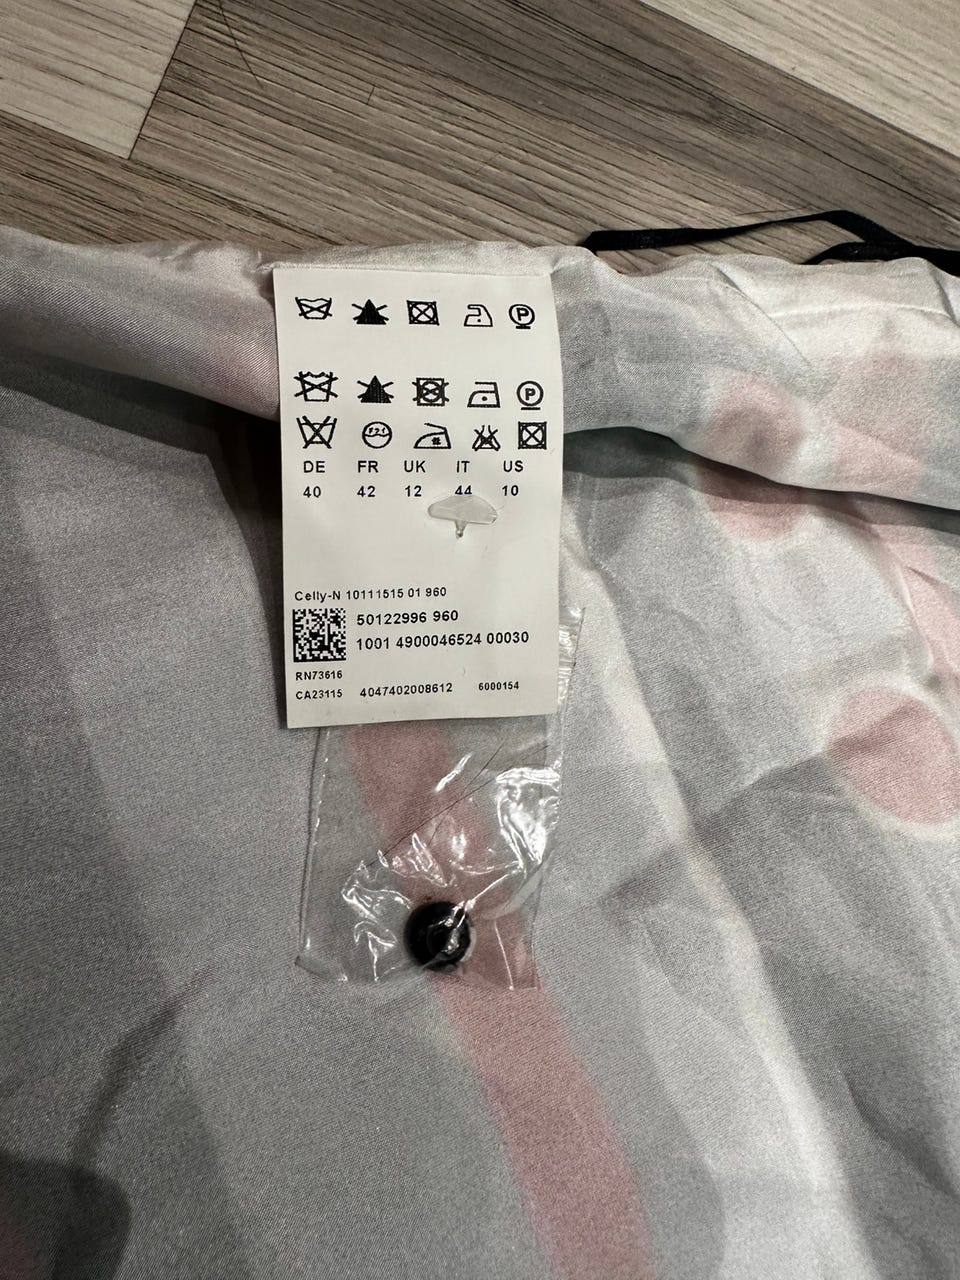 P
P
DE FR UK IT US
40 42 12 44 10
Celly-N 10111515 01 960
50122996 960
1001 4900046524 00030
RN73616
CA23115 4047402008612 6000154